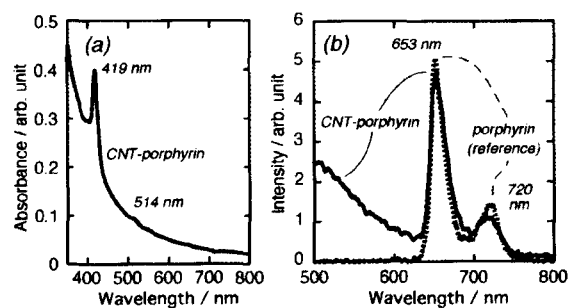 (a)
419 nm
CNT-porphyrin
514 nm
Absorbance / arb. unit
0.5
0.4
0.3
0.2
0.1
0
400 500 600 700 800
Wavelength / nm
(b)
653 nm
CNT-porphyrin
porphyrin
(reference)
720
nm
Intensity / arb. unit
6
5
4
3
2
1
0
500 600 700 800
Wavelength / nm